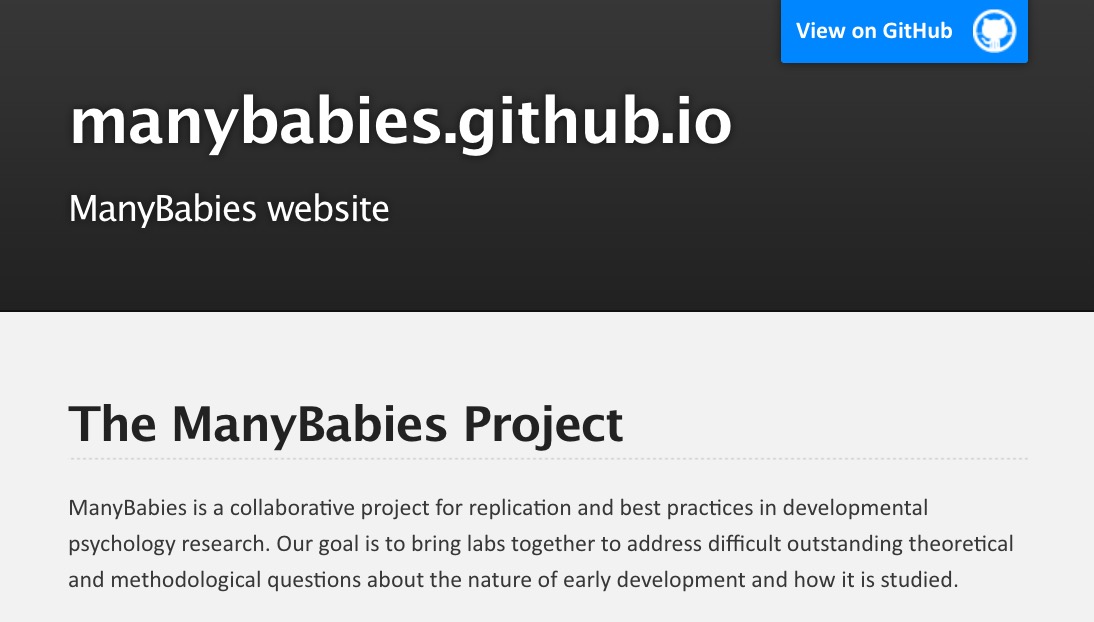 View on GitHub
manybabies.github.io
ManyBabies website
The ManyBabies Project
ManyBabies is a collaborative project for replication and best practices in developmental
psychology research. Our goal is to bring labs together to address difficult outstanding theoretical
and methodological questions about the nature of early development and how it is studied.